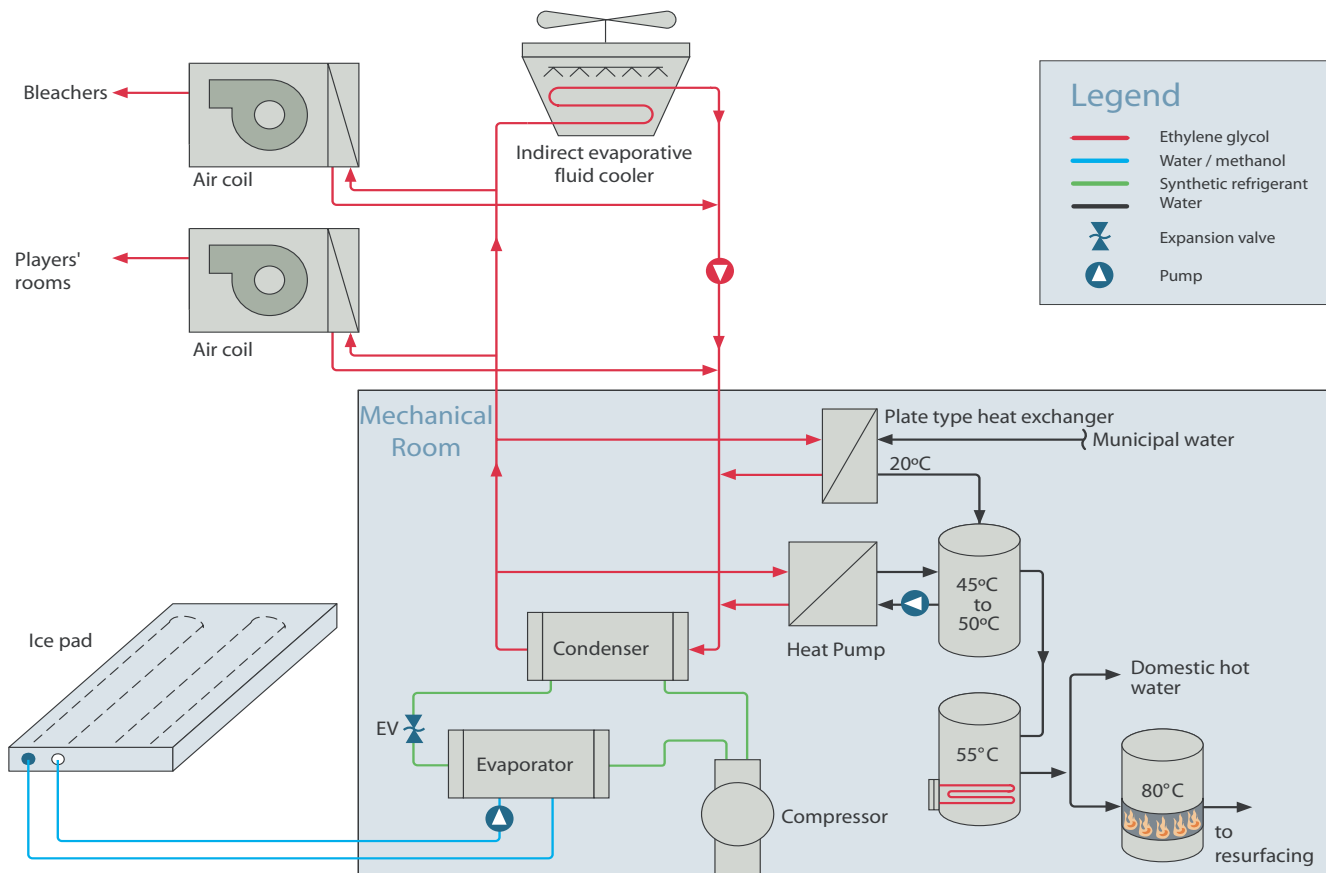 Bleachers
Air coil
Indirect evaporative
fluid cooler
Legend
Ethylene glycol
Water / methanol
Synthetic refrigerant
Water
Expansion valve
Pump
Players'
rooms
Air coil
Mechanical
Room
Plate type heat exchanger
Municipal water
20ºC
45ºC
to
50ºC
Heat Pump
Condenser
Ice pad
EV
Evaporator
Compressor
55°C
Domestic hot
water
80°C
to
resurfacing